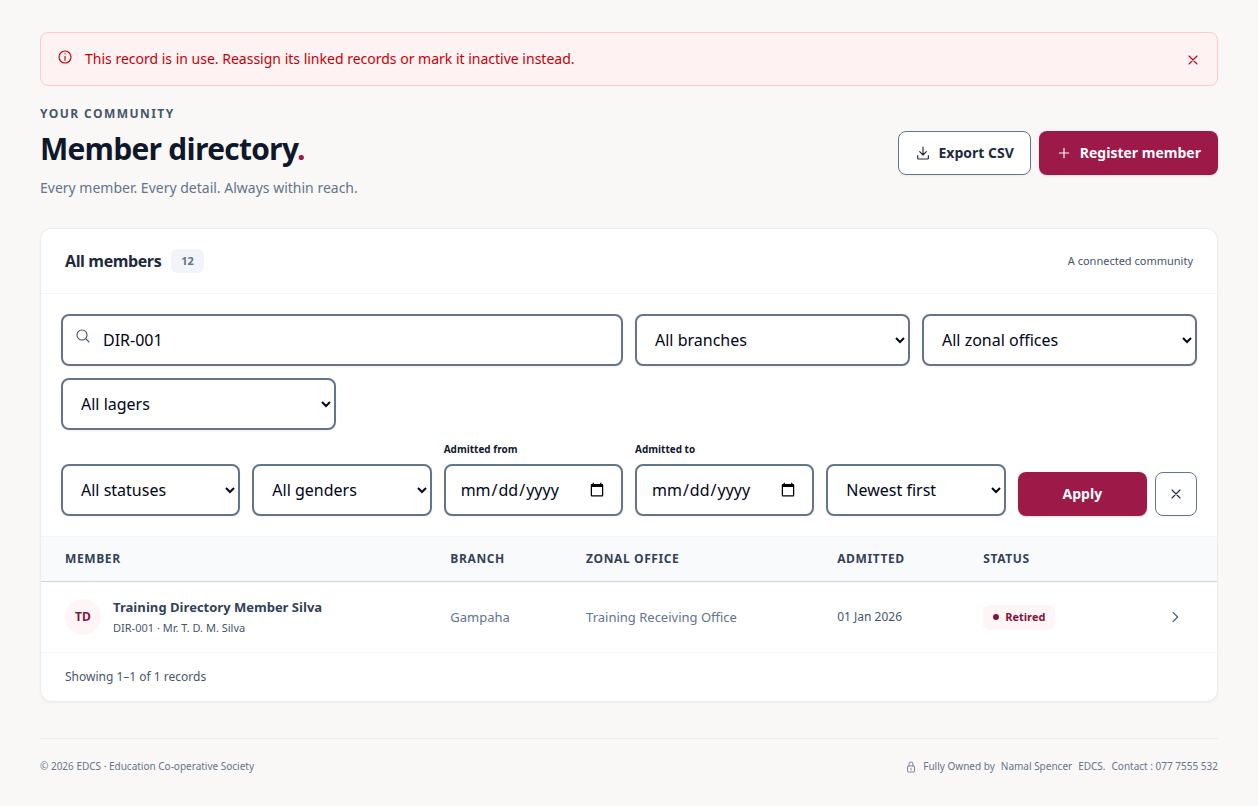 This record is in use. Reassign its linked records or mark it inactive instead.
YOUR COMMUNITY
Member directory.
Every member. Every detail. Always within reach.
Export CSV
Register member
All members 12
A connected community
DIR-001
All branches
All zonal offices
All lagers
Admitted from
Admitted to
All statuses
All genders
mm/dd/yyyy
mm/dd/yyyy
Newest first
Apply
MEMBER BRANCH ZONAL OFFICE ADMITTED STATUS
TD
Training Directory Member Silva
DIR-001 · Mr. T. D. M. Silva
Gampaha
Training Receiving Office
01 Jan 2026
Retired
Showing 1–1 of 1 records
© 2026 EDCS · Education Co-operative Society
Fully Owned by Namal Spencer EDCS. Contact : 077 7555 532